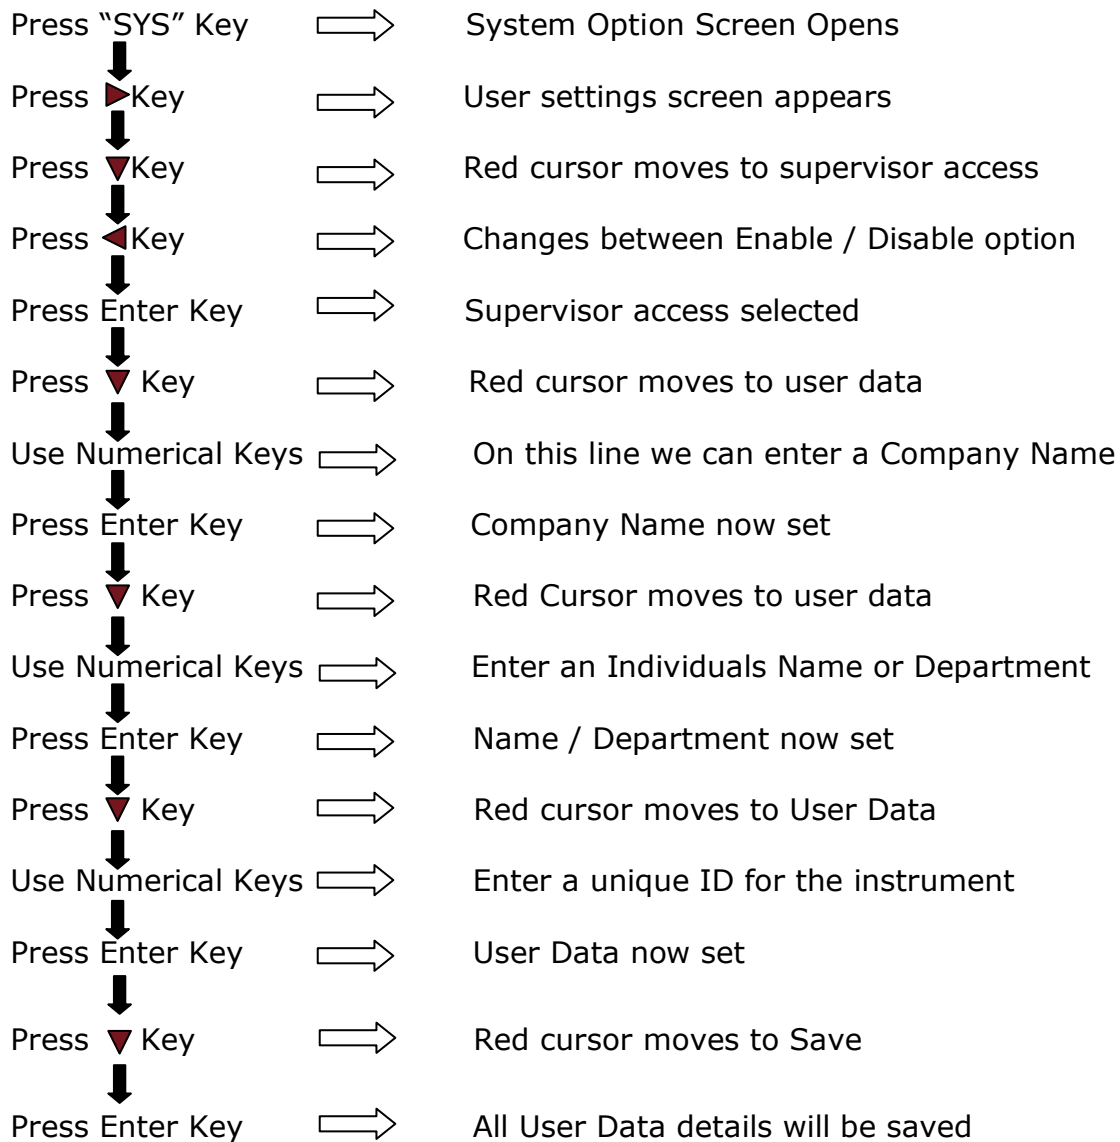 Press “SYS” Key System Option Screen Opens
Press Key User settings screen appears
Press Key Red cursor moves to supervisor access
Press Key Changes between Enable / Disable option
Press Enter Key Supervisor access selected
Press Key Red cursor moves to user data
Use Numerical Keys On this line we can enter a Company Name
Press Enter Key Company Name now set
Press Key Red Cursor moves to user data
Use Numerical Keys Enter an Individuals Name or Department
Press Enter Key Name / Department now set
Press Key Red cursor moves to User Data
Use Numerical Keys Enter a unique ID for the instrument
Press Enter Key User Data now set
Press Key Red cursor moves to Save
Press Enter Key All User Data details will be saved